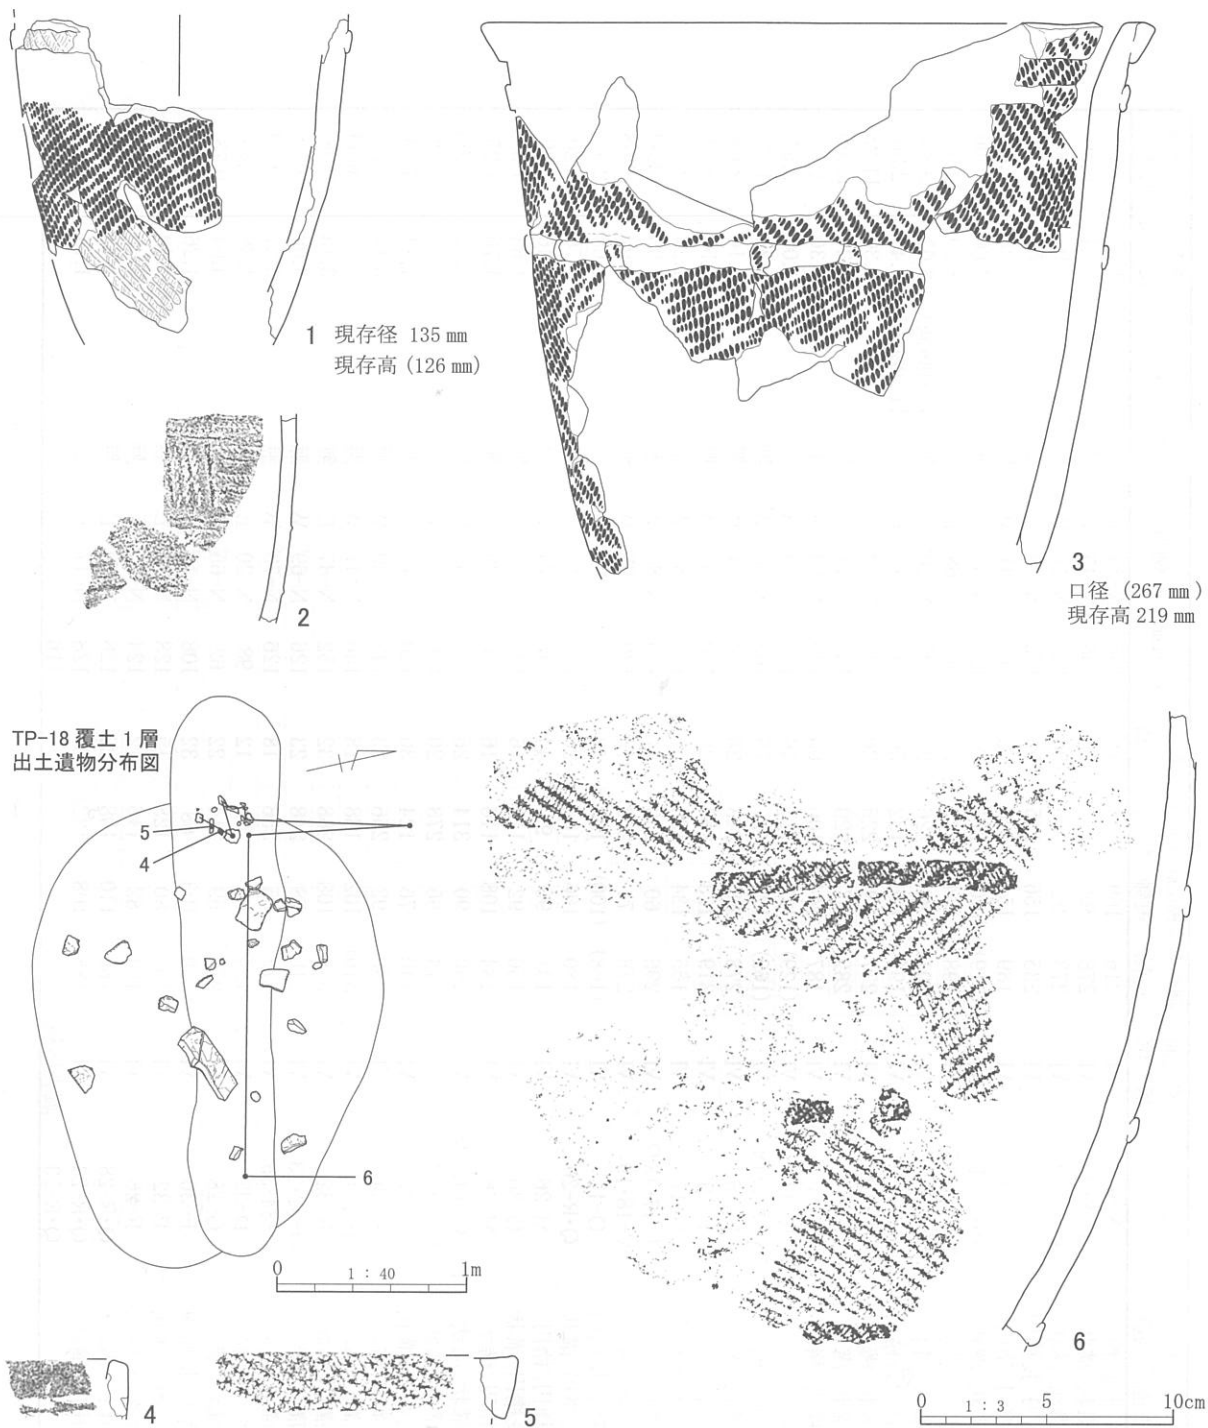 1 現存径 135 mm
現存高 (126 mm)
2
3
口径 (267 mm)
現存高 219 mm
TP-18 覆土 1 層
出土遺物分布図
5
4
6
0 1 : 40 1m
6
4
5
0 1 : 3 5 10cm